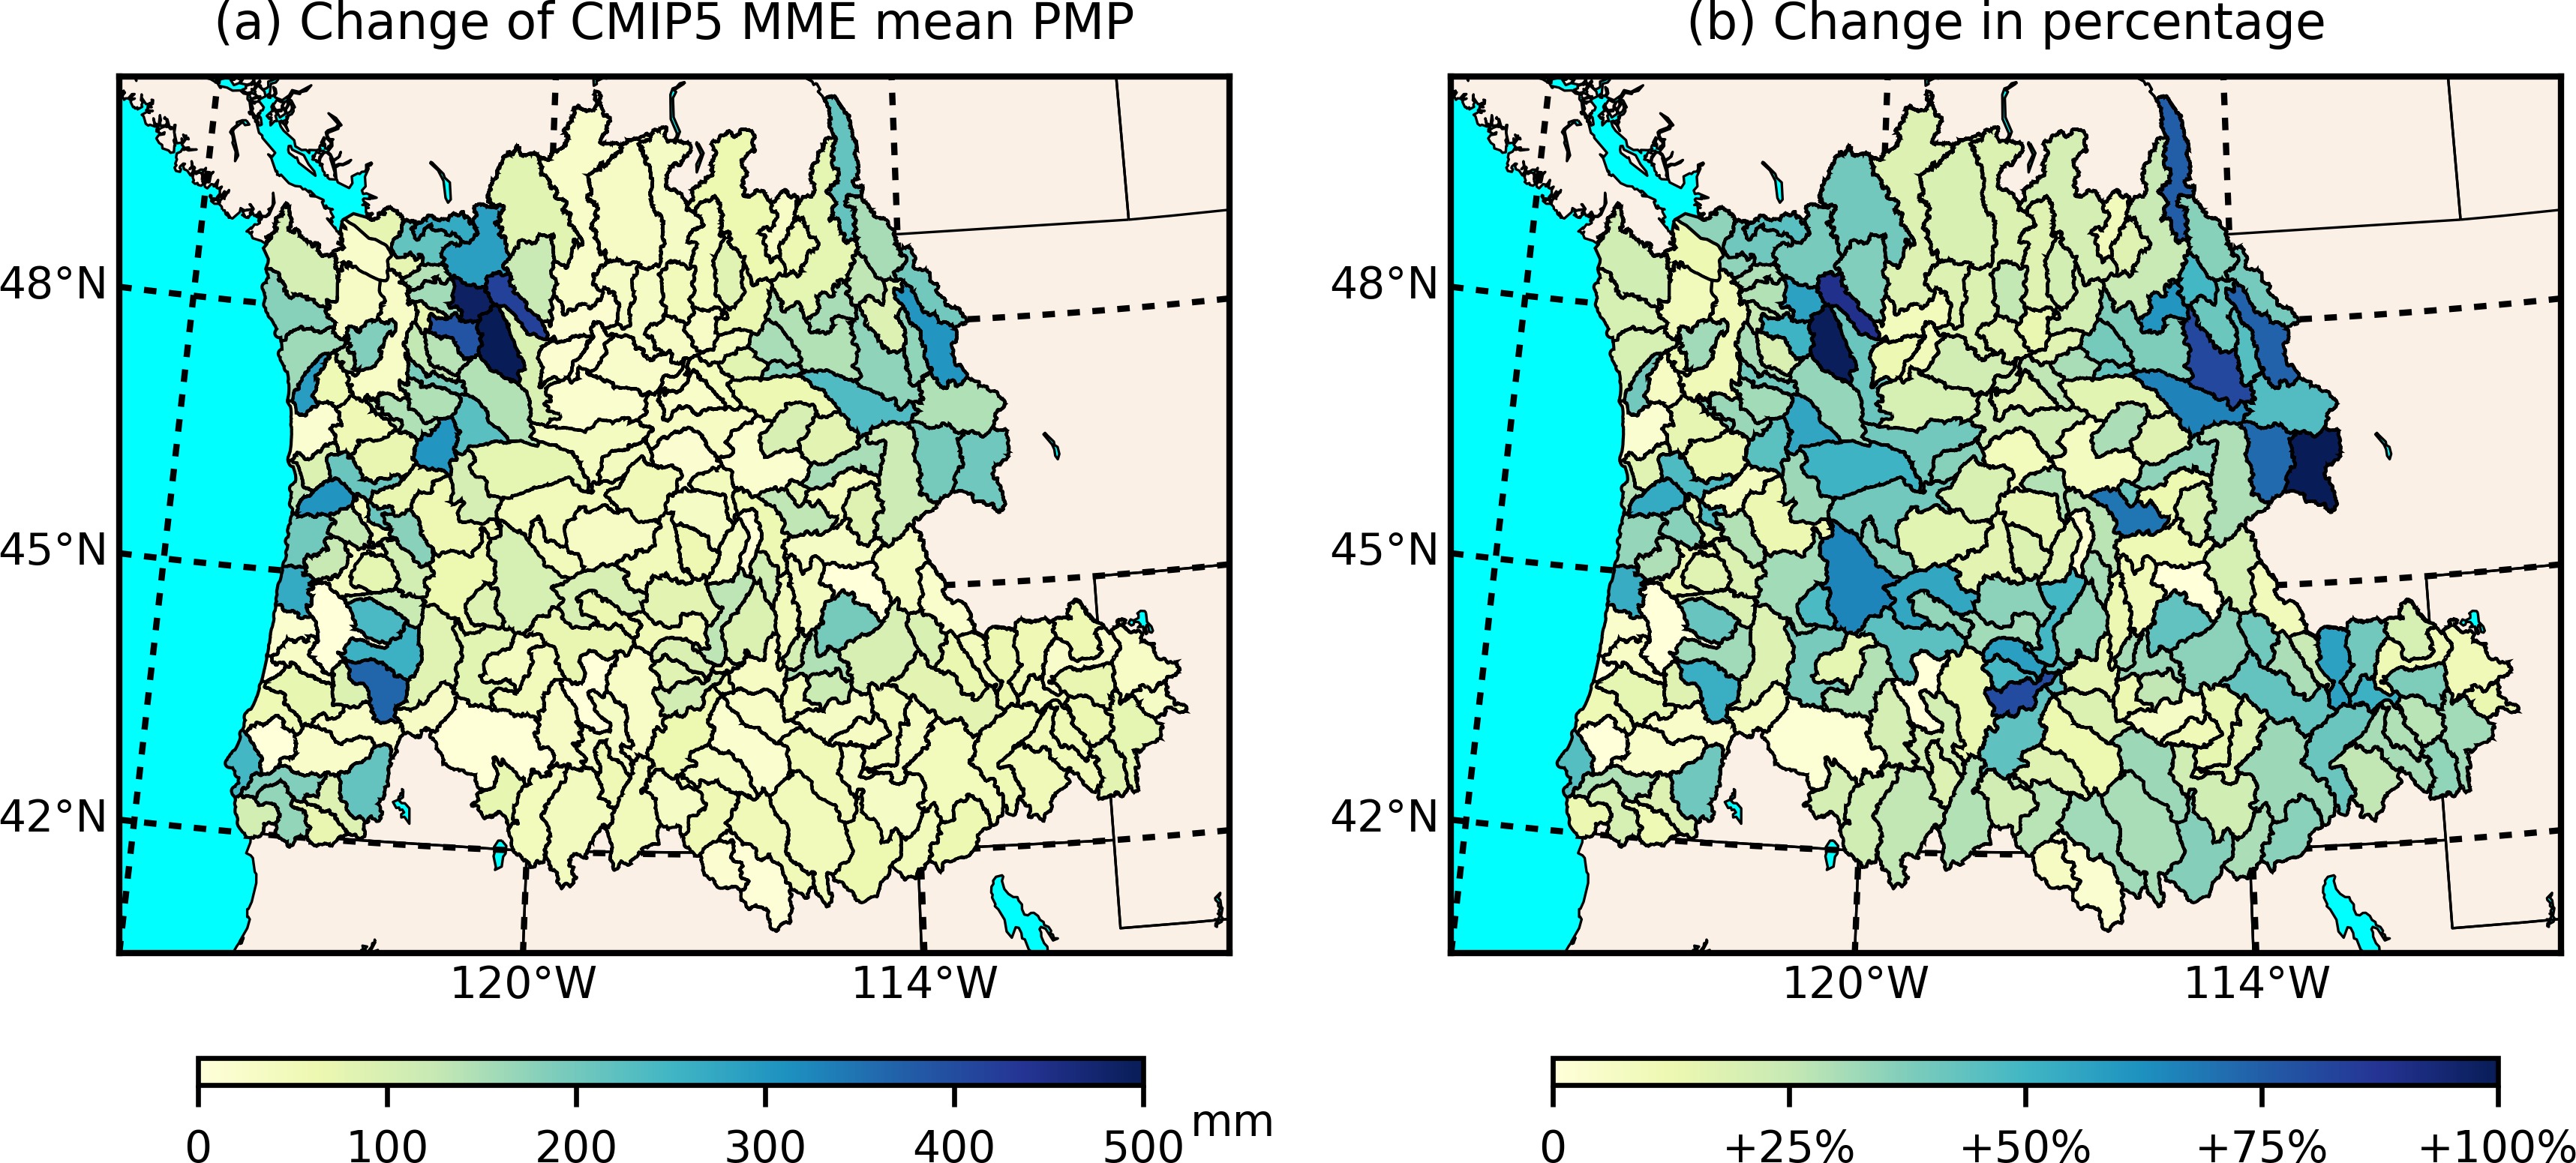 (a) Change of CMIP5 MME mean PMP
(b) Change in percentage
48°N
45°N
42°N
120°W 114°W
48°N
45°N
42°N
120°W 114°W
0 100 200 300 400 500 mm
0 +25% +50% +75% +100%